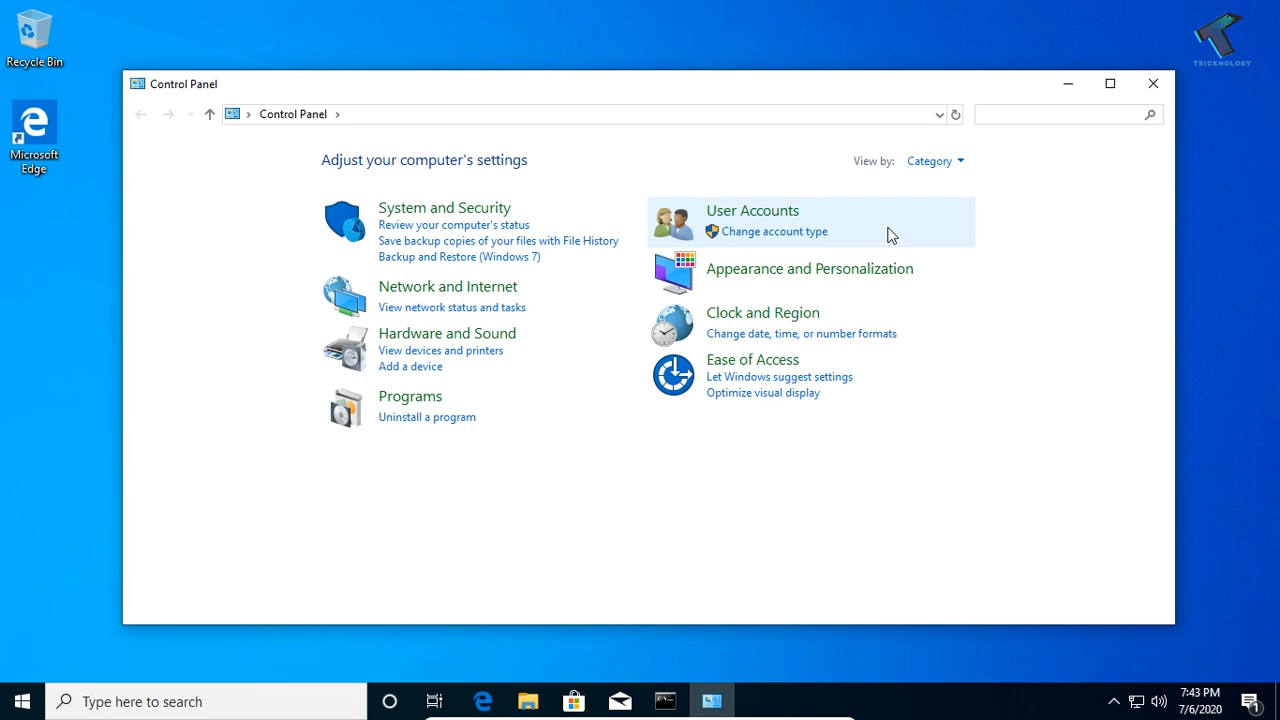 Recycle Bin
Microsoft
Edge
TRICKNOLOGY
Control Panel
Control Panel
Adjust your computer's settings
View by: Category
System and Security
Review your computer's status
Save backup copies of your files with File History
Backup and Restore (Windows 7)
Network and Internet
View network status and tasks
Hardware and Sound
View devices and printers
Add a device
Programs
Uninstall a program
User Accounts
Change account type
Appearance and Personalization
Clock and Region
Change date, time, or number formats
Ease of Access
Let Windows suggest settings
Optimize visual display
Type here to search
7:43 PM
7/6/2020
1